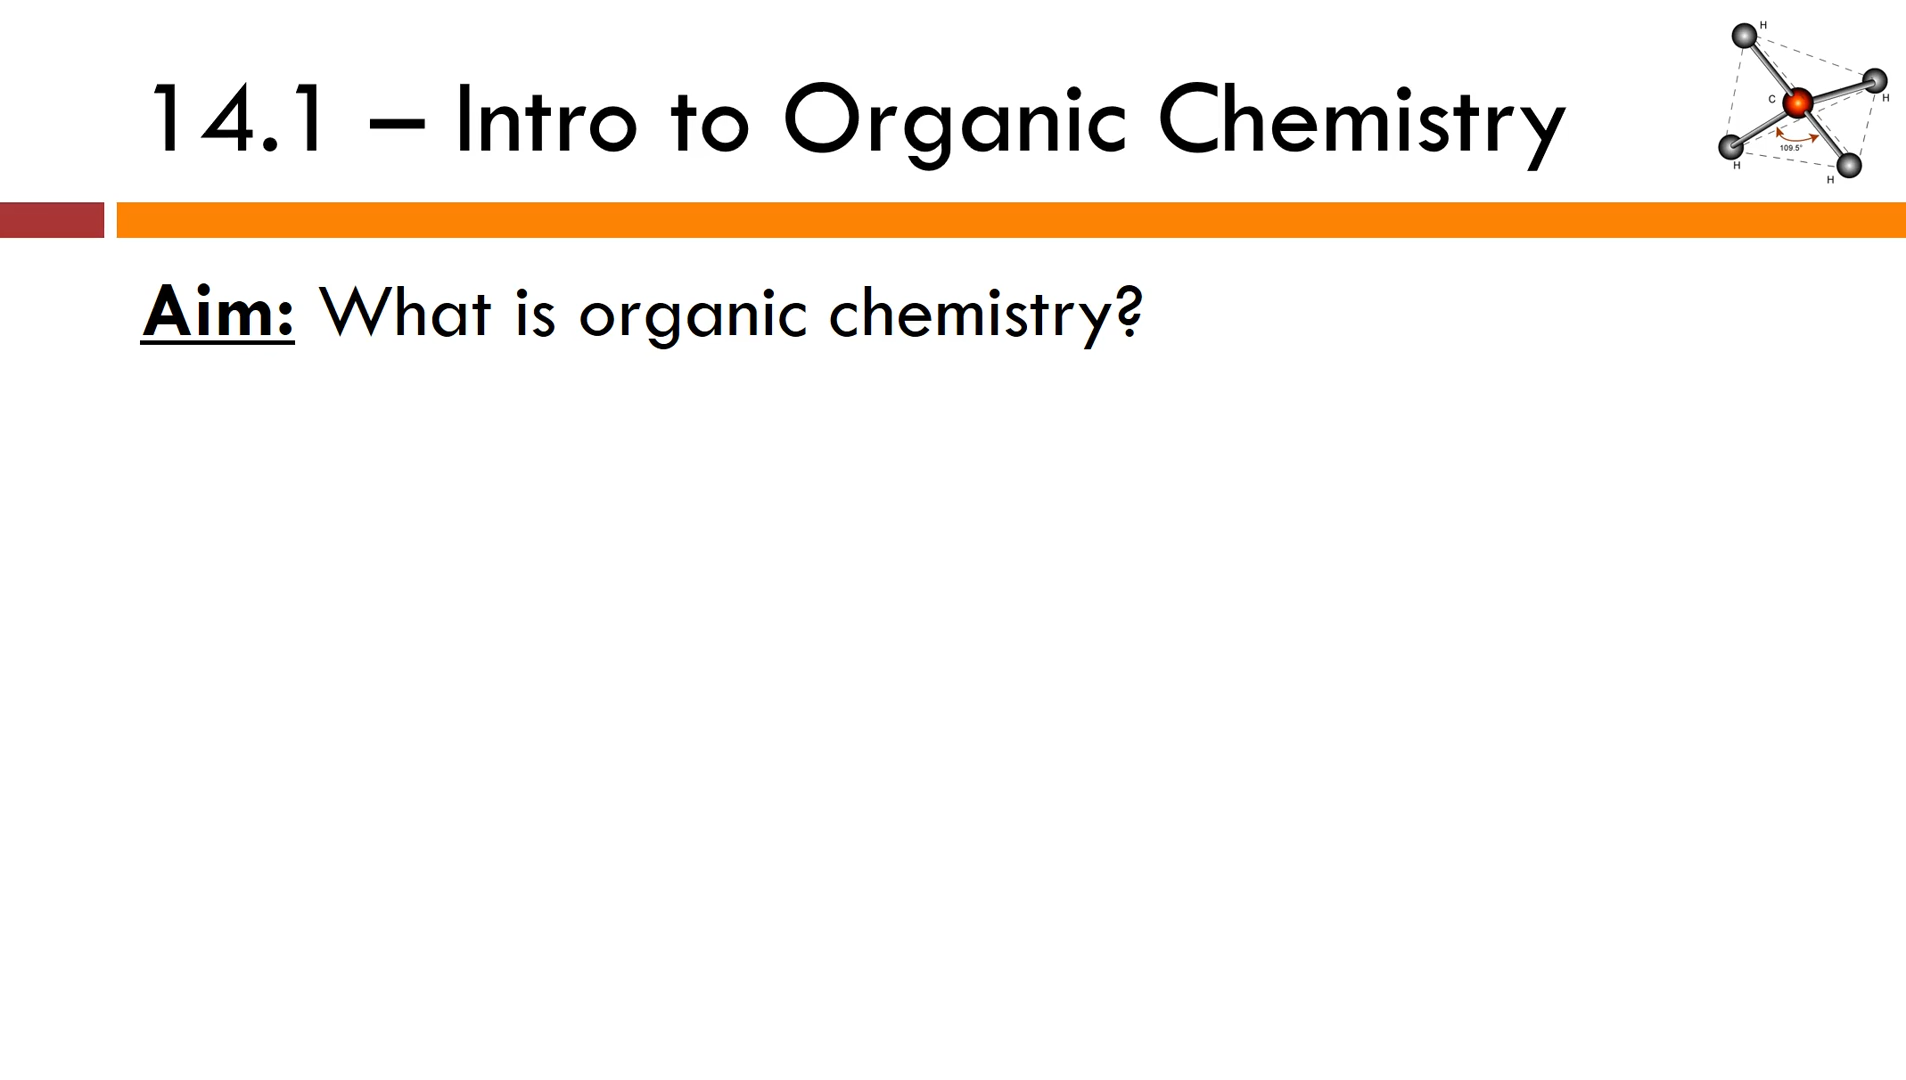 14.1 – Intro to Organic Chemistry
H
C
H
109.5°
H
H
Aim: What is organic chemistry?